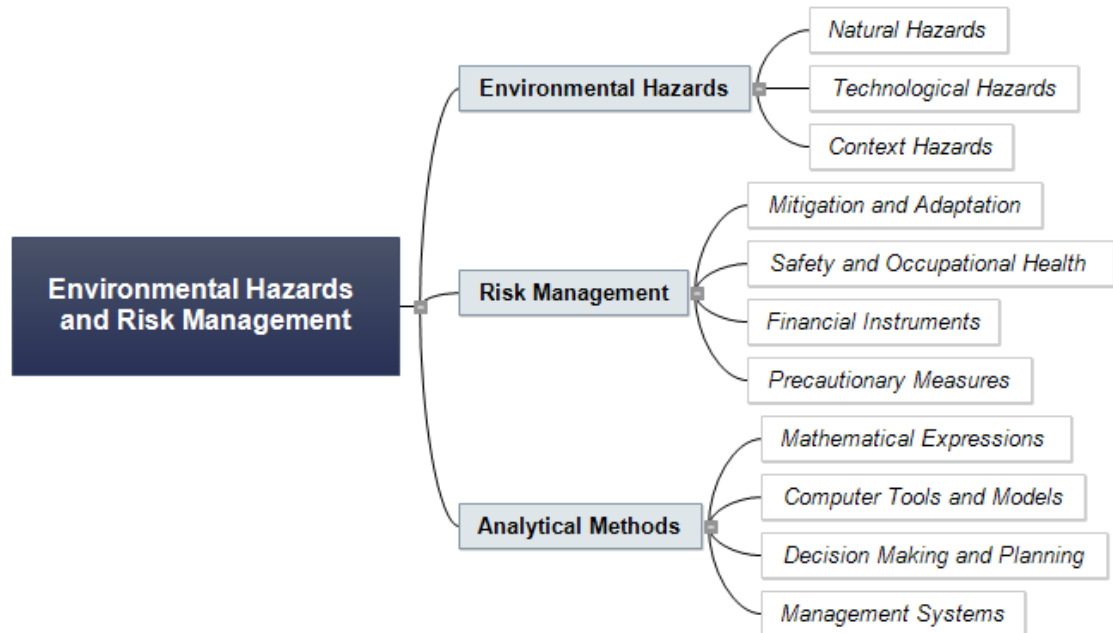 Environmental Hazards
and Risk Management
Environmental Hazards
Natural Hazards
Technological Hazards
Context Hazards
Risk Management
Mitigation and Adaptation
Safety and Occupational Health
Financial Instruments
Precautionary Measures
Analytical Methods
Mathematical Expressions
Computer Tools and Models
Decision Making and Planning
Management Systems